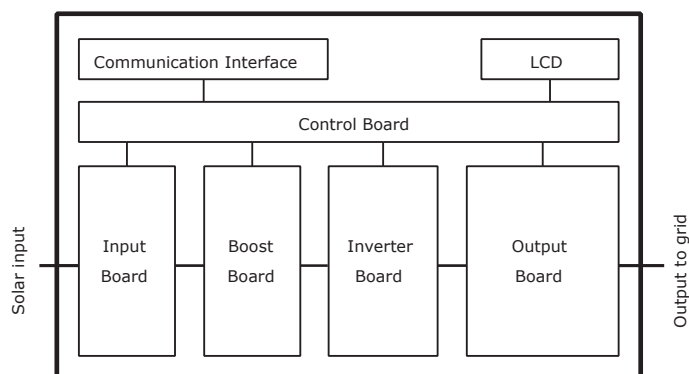 Communication Interface
LCD
Control Board
Solar input
Input
Board
Boost
Board
Inverter
Board
Output
Board
Output to grid